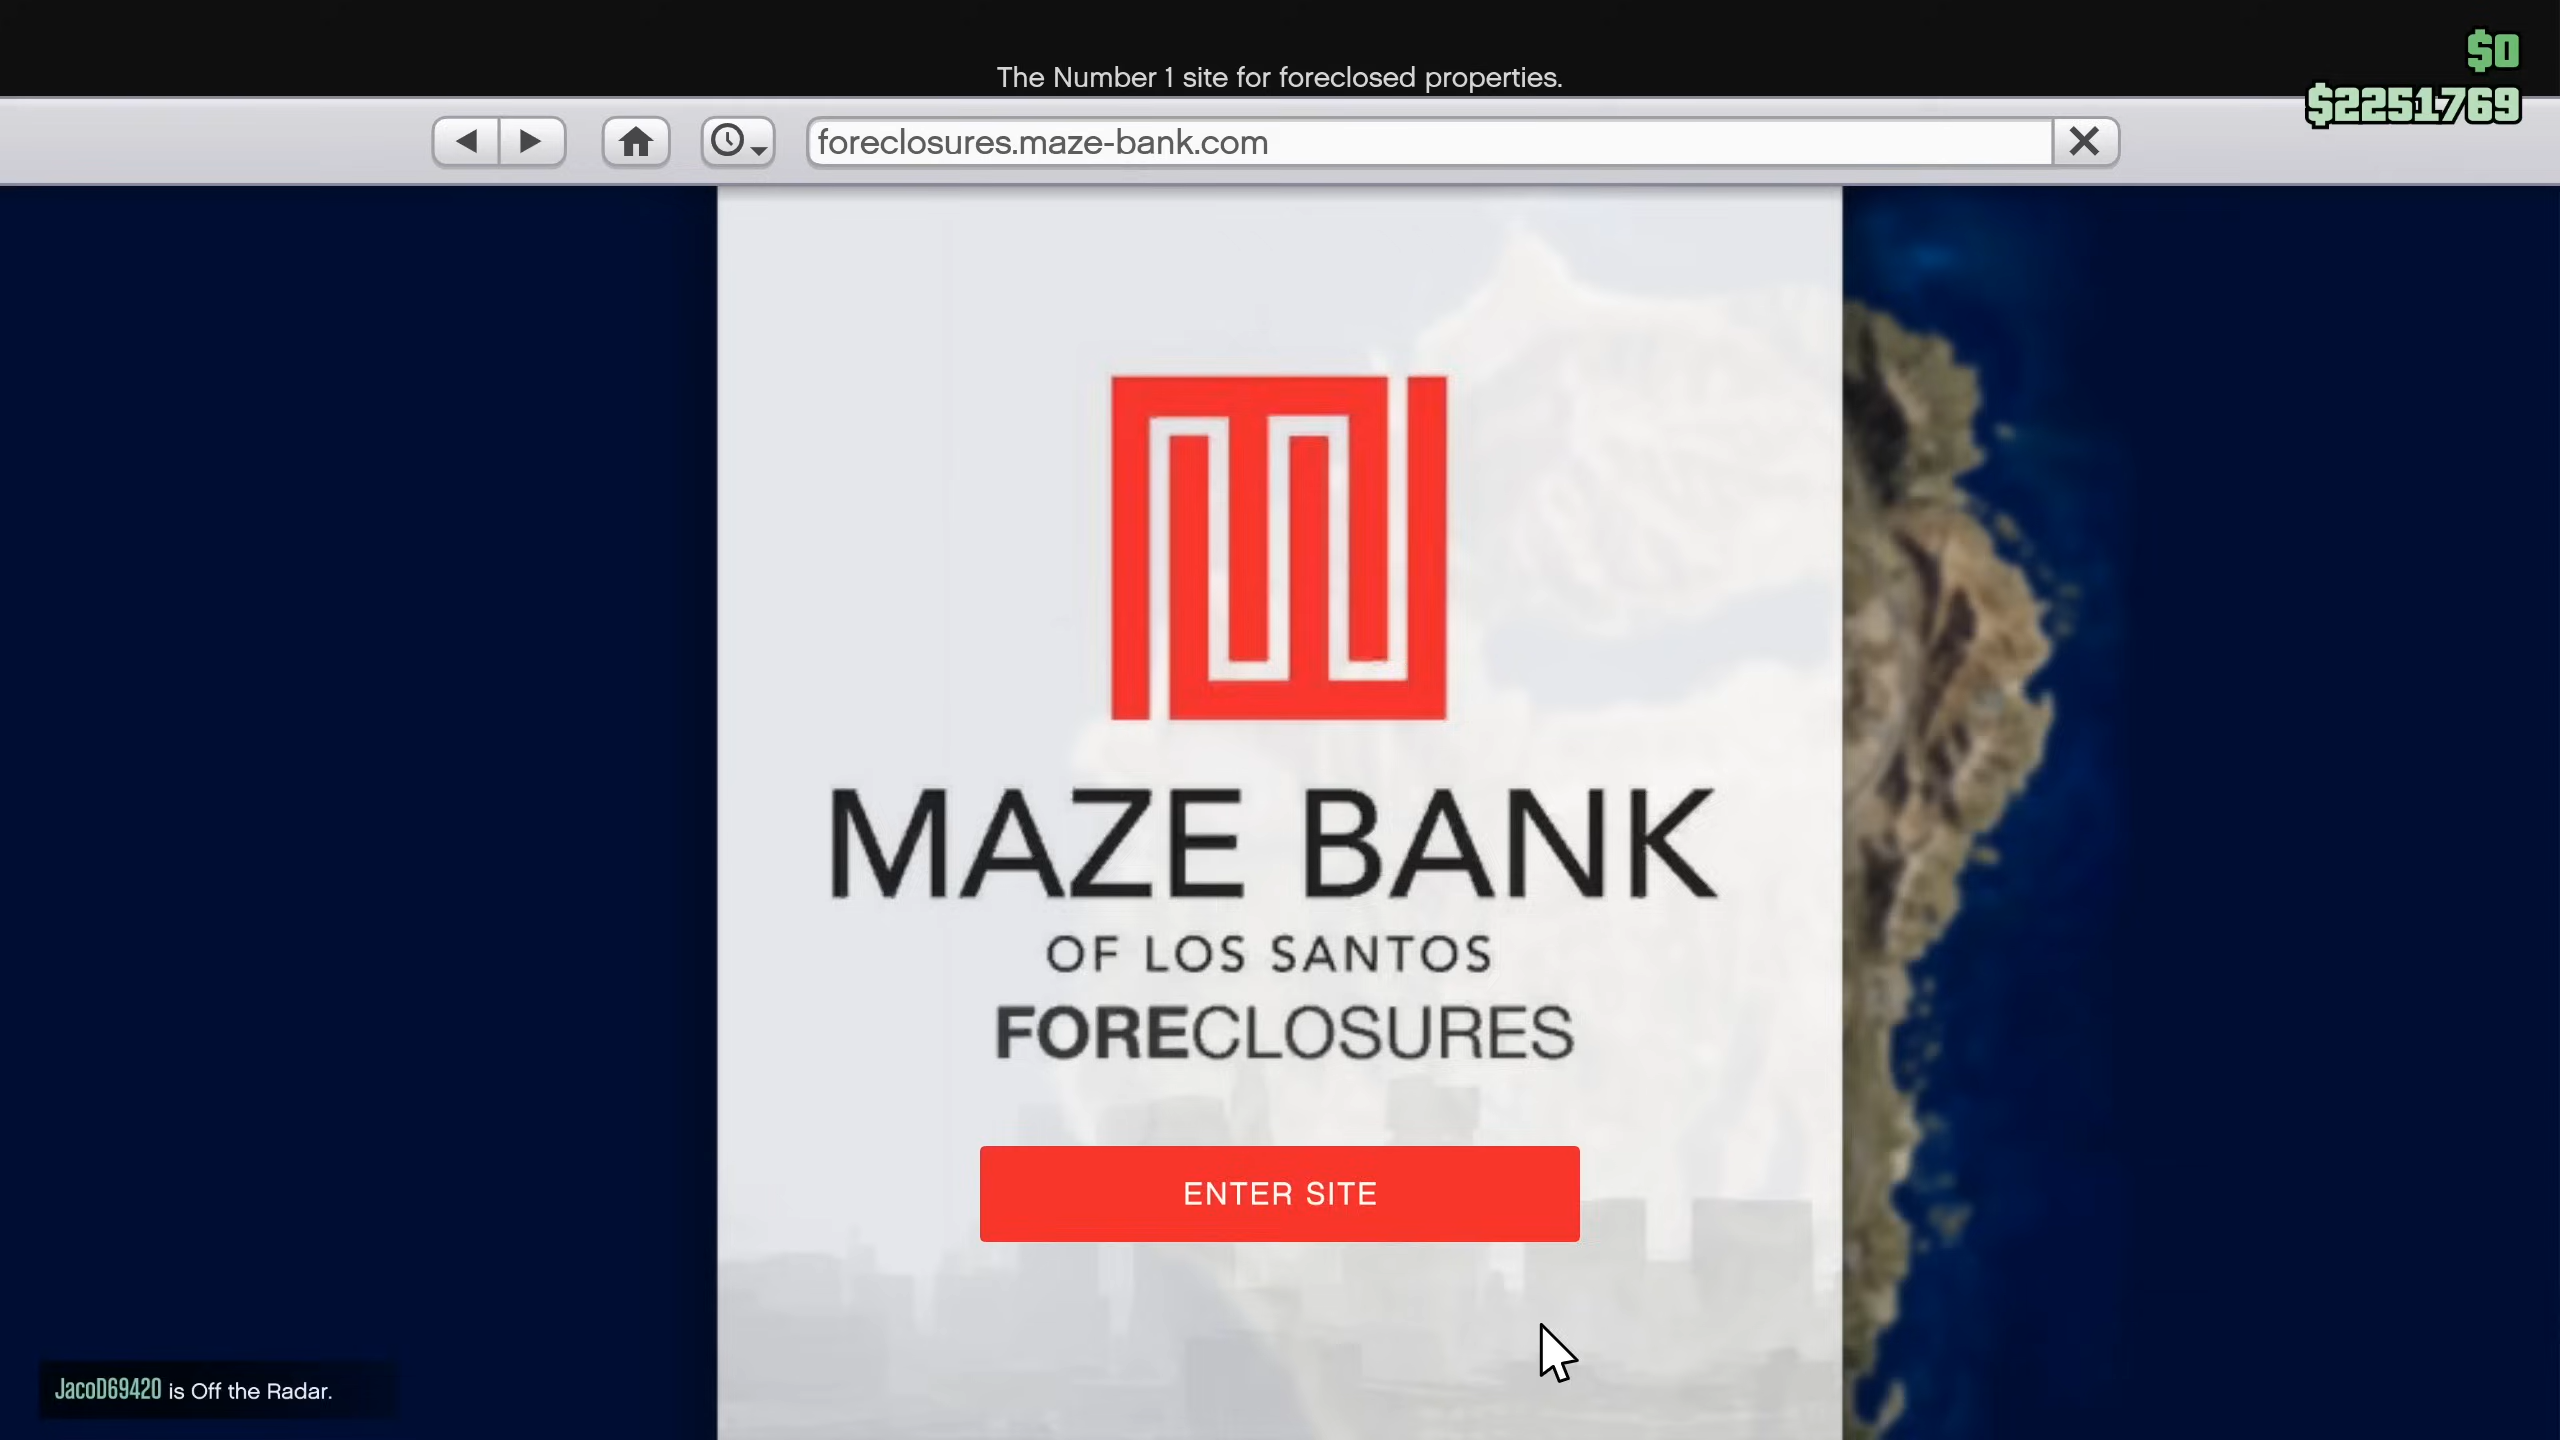 The Number 1 site for foreclosed properties.
$0
$2251769
foreclosures.maze-bank.com
MAZE BANK
OF LOS SANTOS
FORECLOSURES
ENTER SITE
JacoD69420 is Off the Radar.